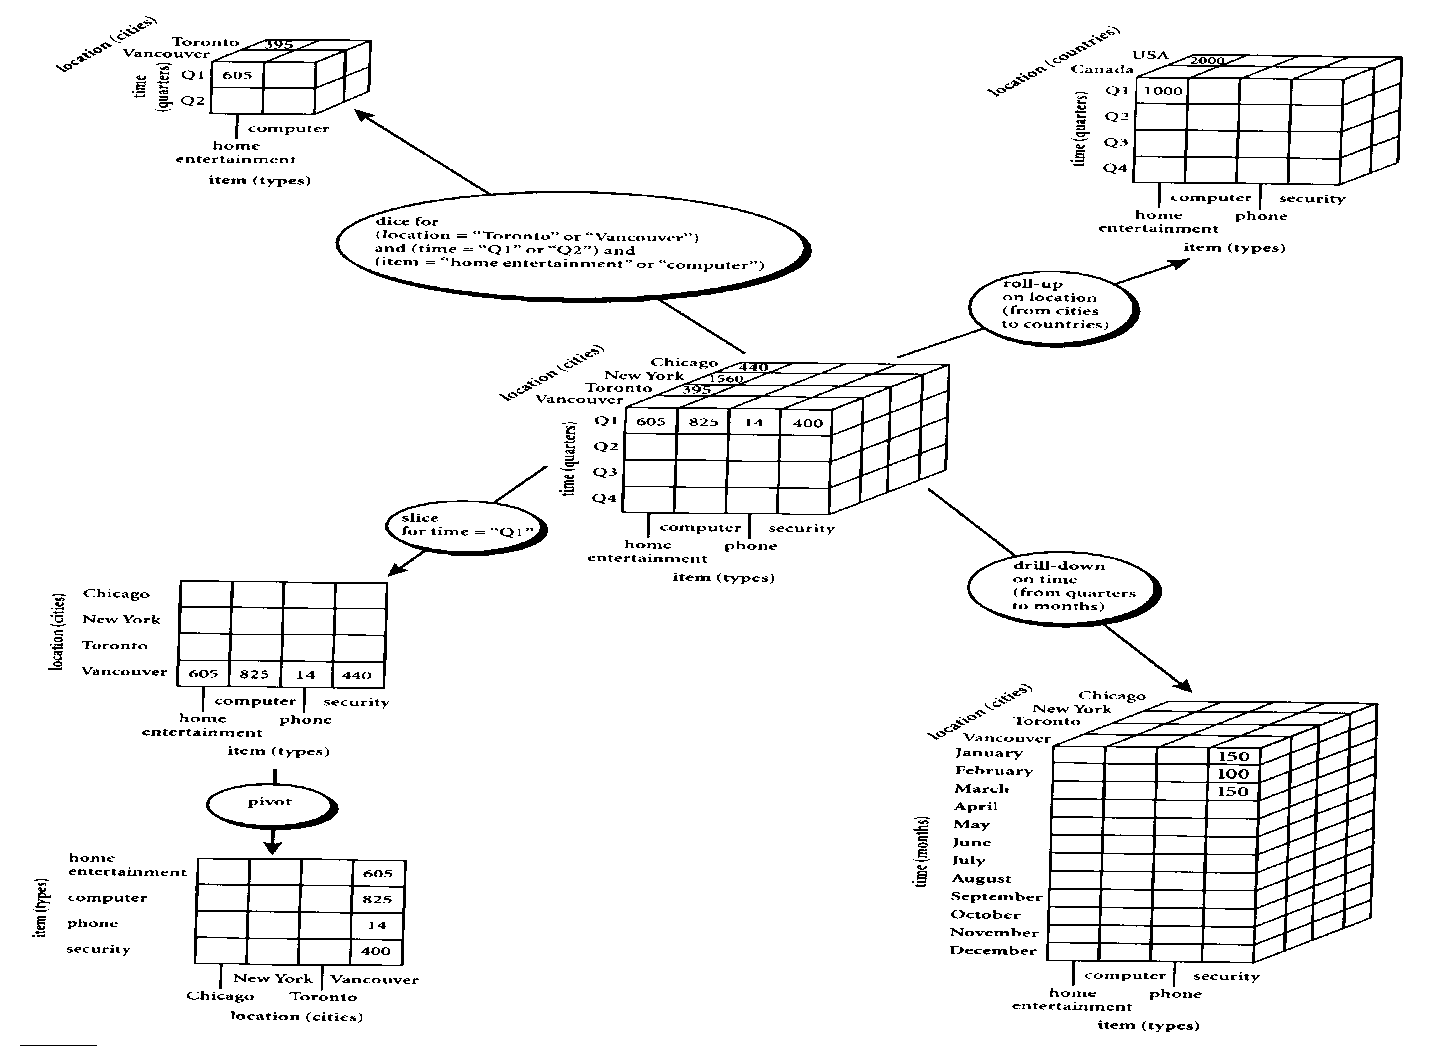 location (cities)
Toronto 395
Vancouver
time (quarters)
Q1 605
Q2
computer
home
entertainment
item (types)
location (countries)
USA 2000
Canada
time (quarters)
Q1 1000
Q2
Q3
Q4
computer security
home phone
entertainment
item (types)
dice for
(location = “Toronto” or “Vancouver”)
and (time = “Q1” or “Q2”) and
(item = “home entertainment” or “computer”)
roll-up
on location
(from cities
to countries)
location (cities)
Chicago 440
New York 1560
Toronto 395
Vancouver
time (quarters)
Q1 605 825 14 400
Q2
Q3
Q4
computer security
home phone
entertainment
item (types)
slice
for time = “Q1”
drill-down
on time
(from quarters
to months)
location (cities)
Chicago
New York
Toronto
Vancouver 605 825 14 440
computer security
home phone
entertainment
item (types)
pivot
item (types)
home
entertainment 605
computer 825
phone 14
security 400
New York Vancouver
Chicago Toronto
location (cities)
location (cities)
Chicago
New York
Toronto
Vancouver
time (months)
January 150
February 100
March 150
April
May
June
July
August
September
October
November
December
computer security
home phone
entertainment
item (types)